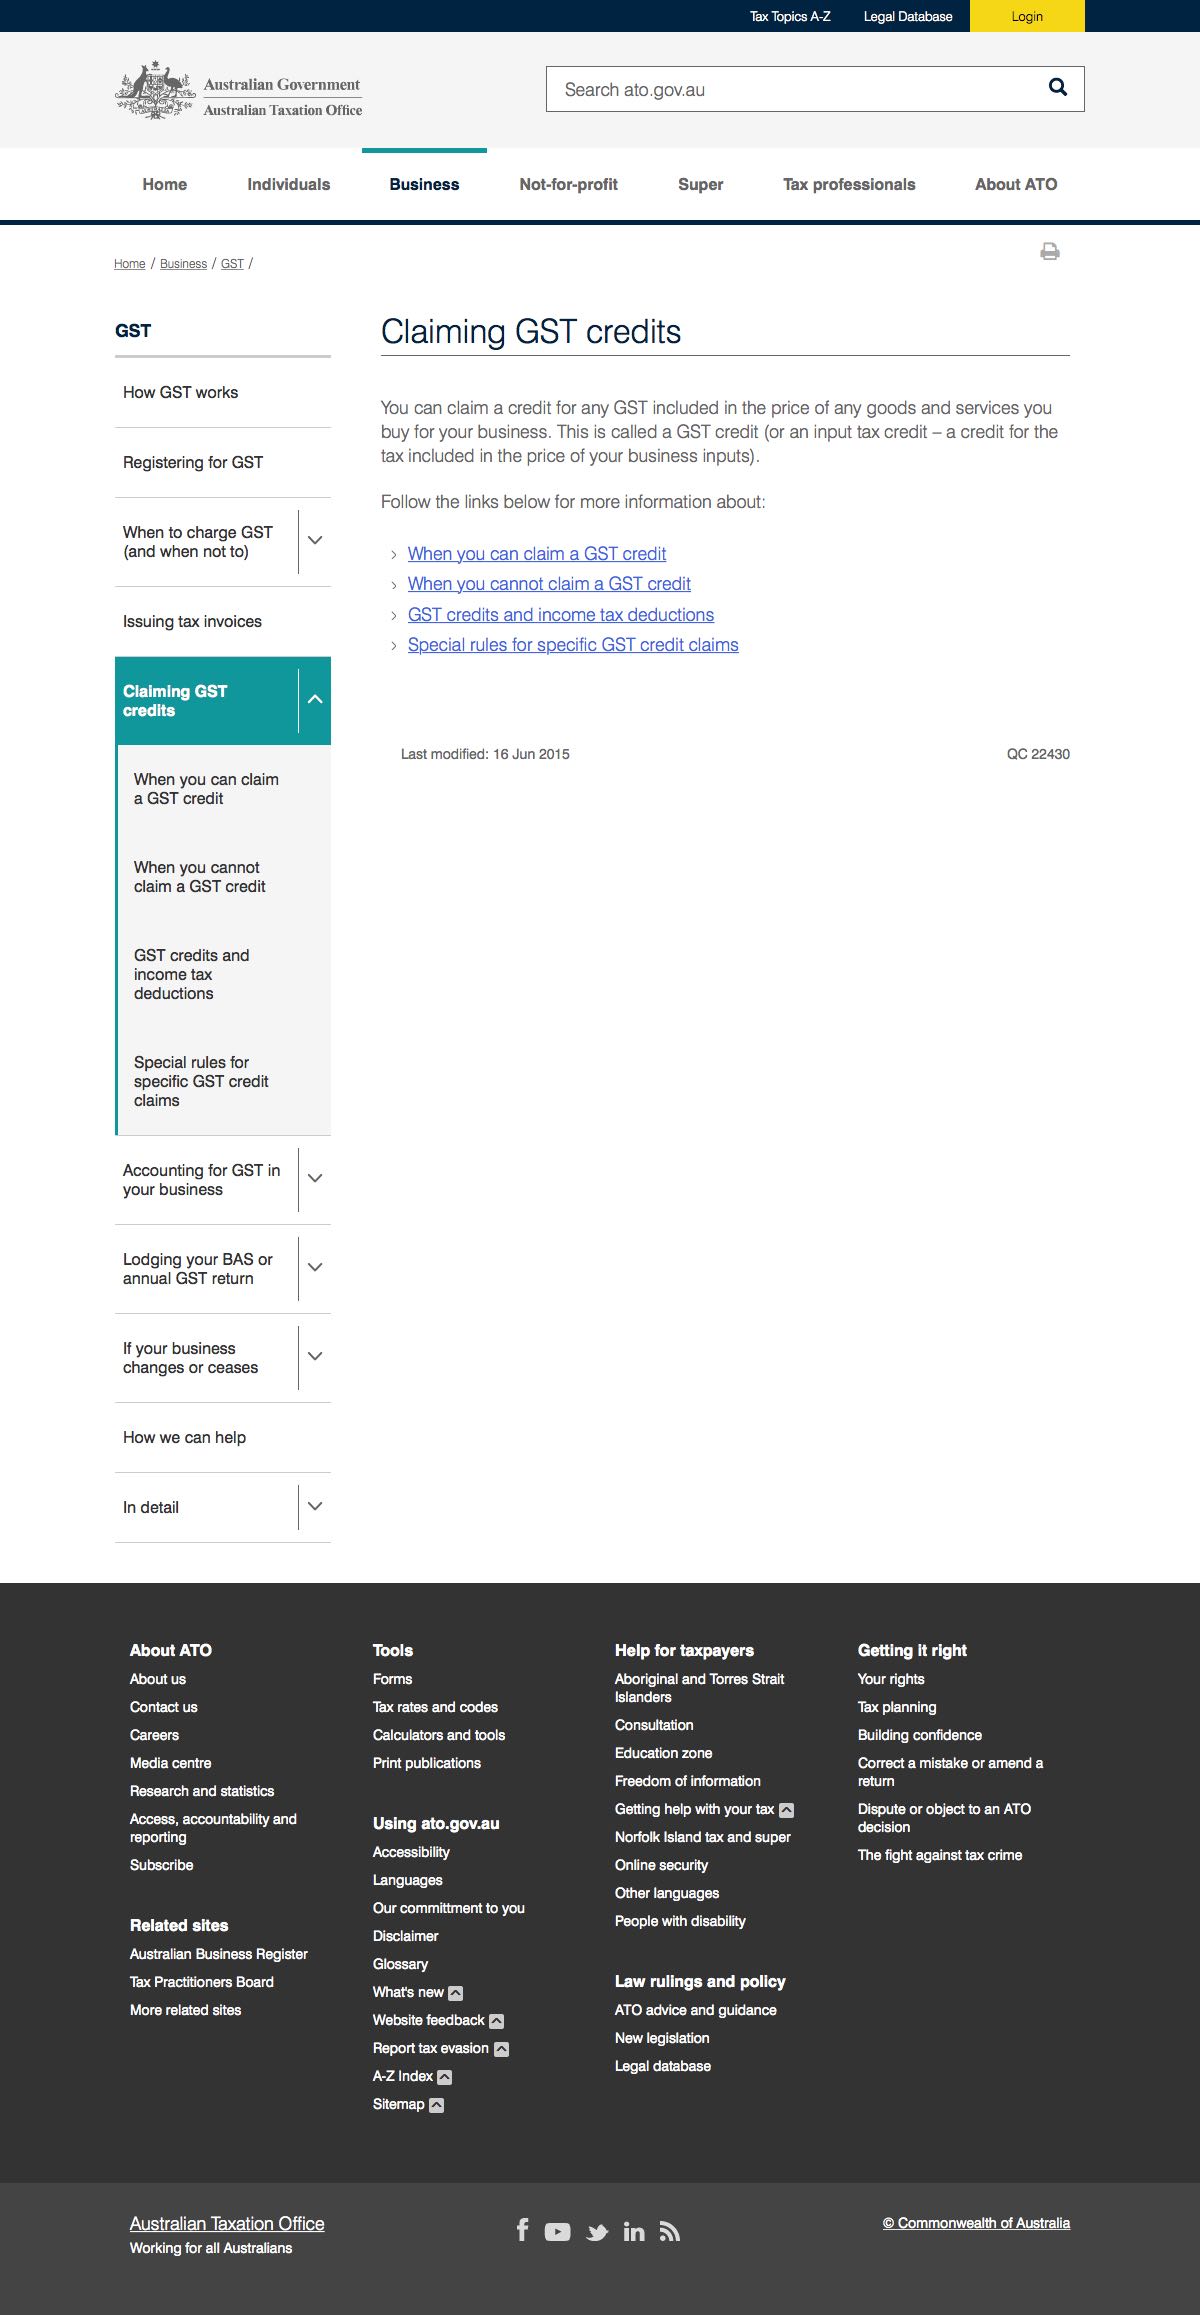 Tax Topics A-Z
Legal Database
Login
Australian Government
Australian Taxation Office
Search ato.gov.au
Home
Individuals
Business
Not-for-profit
Super
Tax professionals
About ATO
Home / Business / GST /
GST
How GST works
Registering for GST
When to charge GST
(and when not to)
Issuing tax invoices
Claiming GST
credits
When you can claim
a GST credit
When you cannot
claim a GST credit
GST credits and
income tax
deductions
Special rules for
specific GST credit
claims
Accounting for GST in
your business
Lodging your BAS or
annual GST return
If your business
changes or ceases
How we can help
In detail
Claiming GST credits
You can claim a credit for any GST included in the price of any goods and services you
buy for your business. This is called a GST credit (or an input tax credit – a credit for the
tax included in the price of your business inputs).
Follow the links below for more information about:
When you can claim a GST credit
When you cannot claim a GST credit
GST credits and income tax deductions
Special rules for specific GST credit claims
Last modified: 16 Jun 2015
QC 22430
About ATO
About us
Contact us
Careers
Media centre
Research and statistics
Access, accountability and
reporting
Subscribe
Related sites
Australian Business Register
Tax Practitioners Board
More related sites
Tools
Forms
Tax rates and codes
Calculators and tools
Print publications
Using ato.gov.au
Accessibility
Languages
Our committment to you
Disclaimer
Glossary
What's new
Website feedback
Report tax evasion
A-Z Index
Sitemap
Help for taxpayers
Aboriginal and Torres Strait
Islanders
Consultation
Education zone
Freedom of information
Getting help with your tax
Norfolk Island tax and super
Online security
Other languages
People with disability
Law rulings and policy
ATO advice and guidance
New legislation
Legal database
Getting it right
Your rights
Tax planning
Building confidence
Correct a mistake or amend a
return
Dispute or object to an ATO
decision
The fight against tax crime
Australian Taxation Office
Working for all Australians
© Commonwealth of Australia